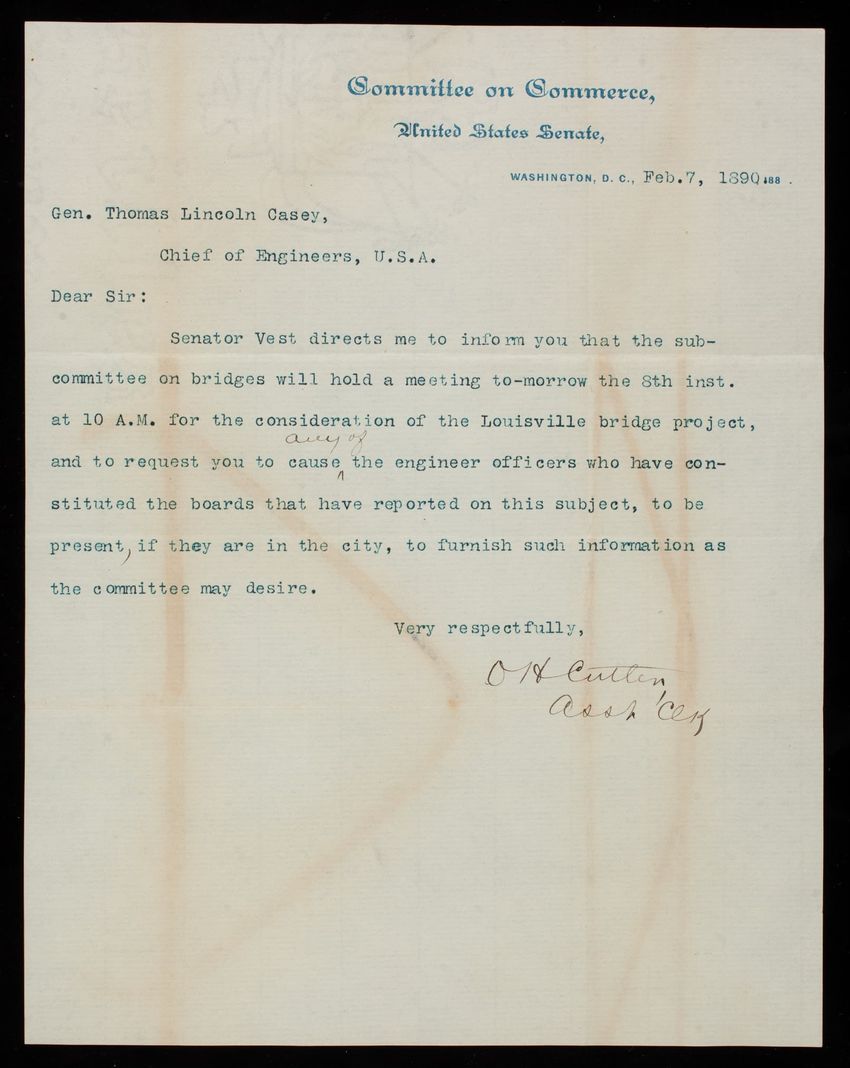 Committee on Commerce,
United States Senate,
WASHINGTON, D. C., Feb.7, 1890 188 .
Gen. Thomas Lincoln Casey,
Chief of Engineers, U.S.A.
Dear Sir:
Senator Vest directs me to inform you that the sub-
committee on bridges will hold a meeting to-morrow the 8th inst.
at 10 A.M. for the consideration of the Louisville bridge project,
any of
and to request you to cause ^ the engineer officers who have con-
stituted the boards that have reported on this subject, to be
present, if they are in the city, to furnish such information as
the committee may desire.
Very respectfully,
O H Cutten,
Asst Clk